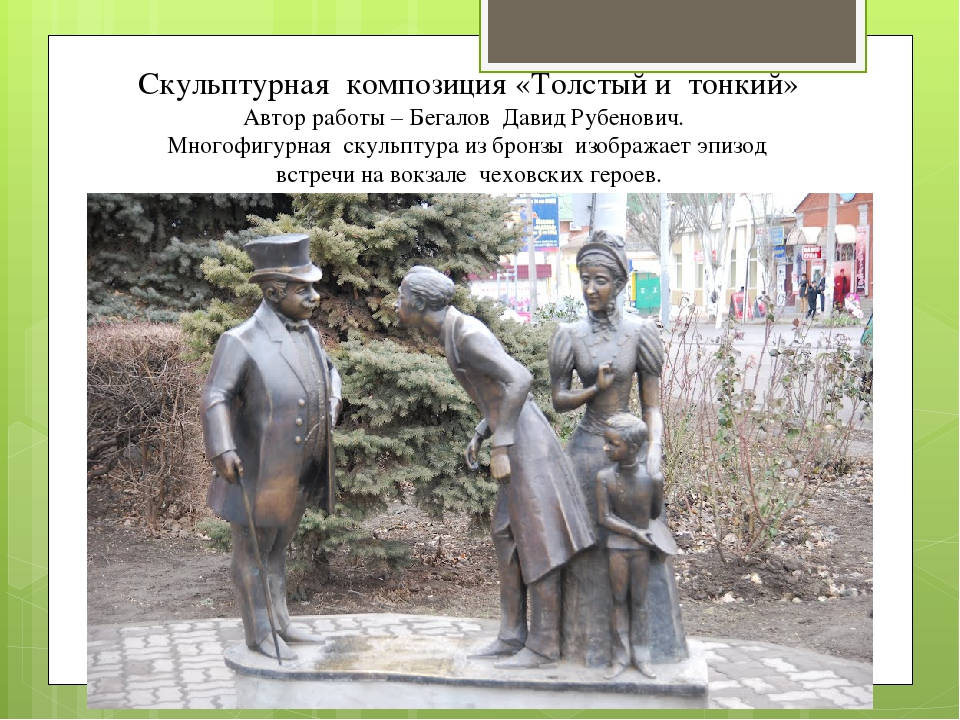 Скульптурная композиция «Толстый и тонкий»
Автор работы – Бегалов Давид Рубенович.
Многофигурная скульптура из бронзы изображает эпизод
встречи на вокзале чеховских героев.